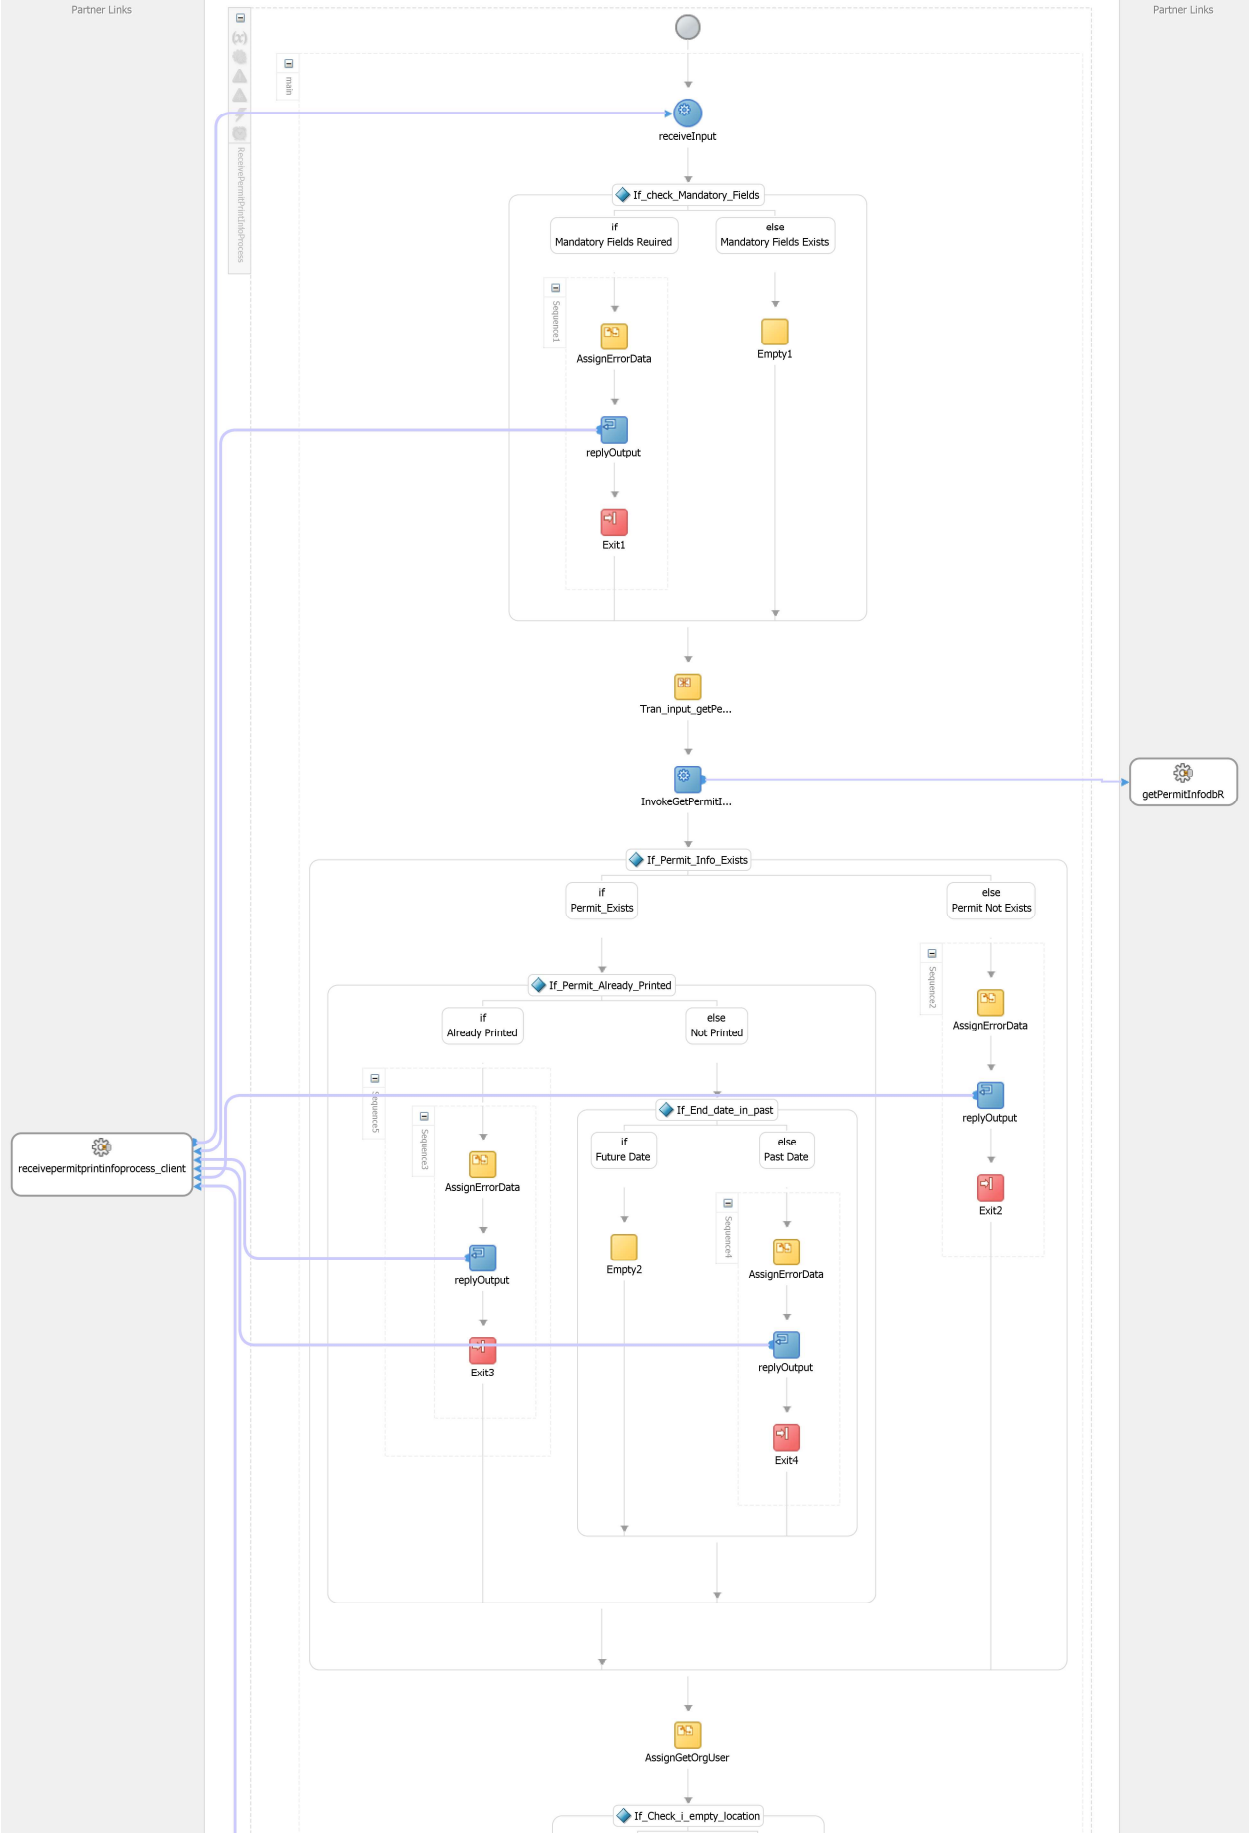 Partner Links
Partner Links
main
ReceivePermitPrintInfoProcess
receiveInput
If_check_Mandatory_Fields
if
Mandatory Fields Reuired
else
Mandatory Fields Exists
Sequence1
AssignErrorData
Empty1
replyOutput
Exit1
Tran_input_getPe...
InvokeGetPermitI...
getPermitInfodbR
If_Permit_Info_Exists
if
Permit_Exists
else
Permit Not Exists
If_Permit_Already_Printed
Sequence2
if
Already Printed
else
Not Printed
AssignErrorData
Sequence5
If_End_date_in_past
replyOutput
Sequence3
if
Future Date
else
Past Date
receivepermitprintinfoprocess_client
AssignErrorData
Exit2
Sequence4
Empty2
AssignErrorData
replyOutput
replyOutput
Exit3
Exit4
AssignGetOrgUser
If_Check_i_empty_location